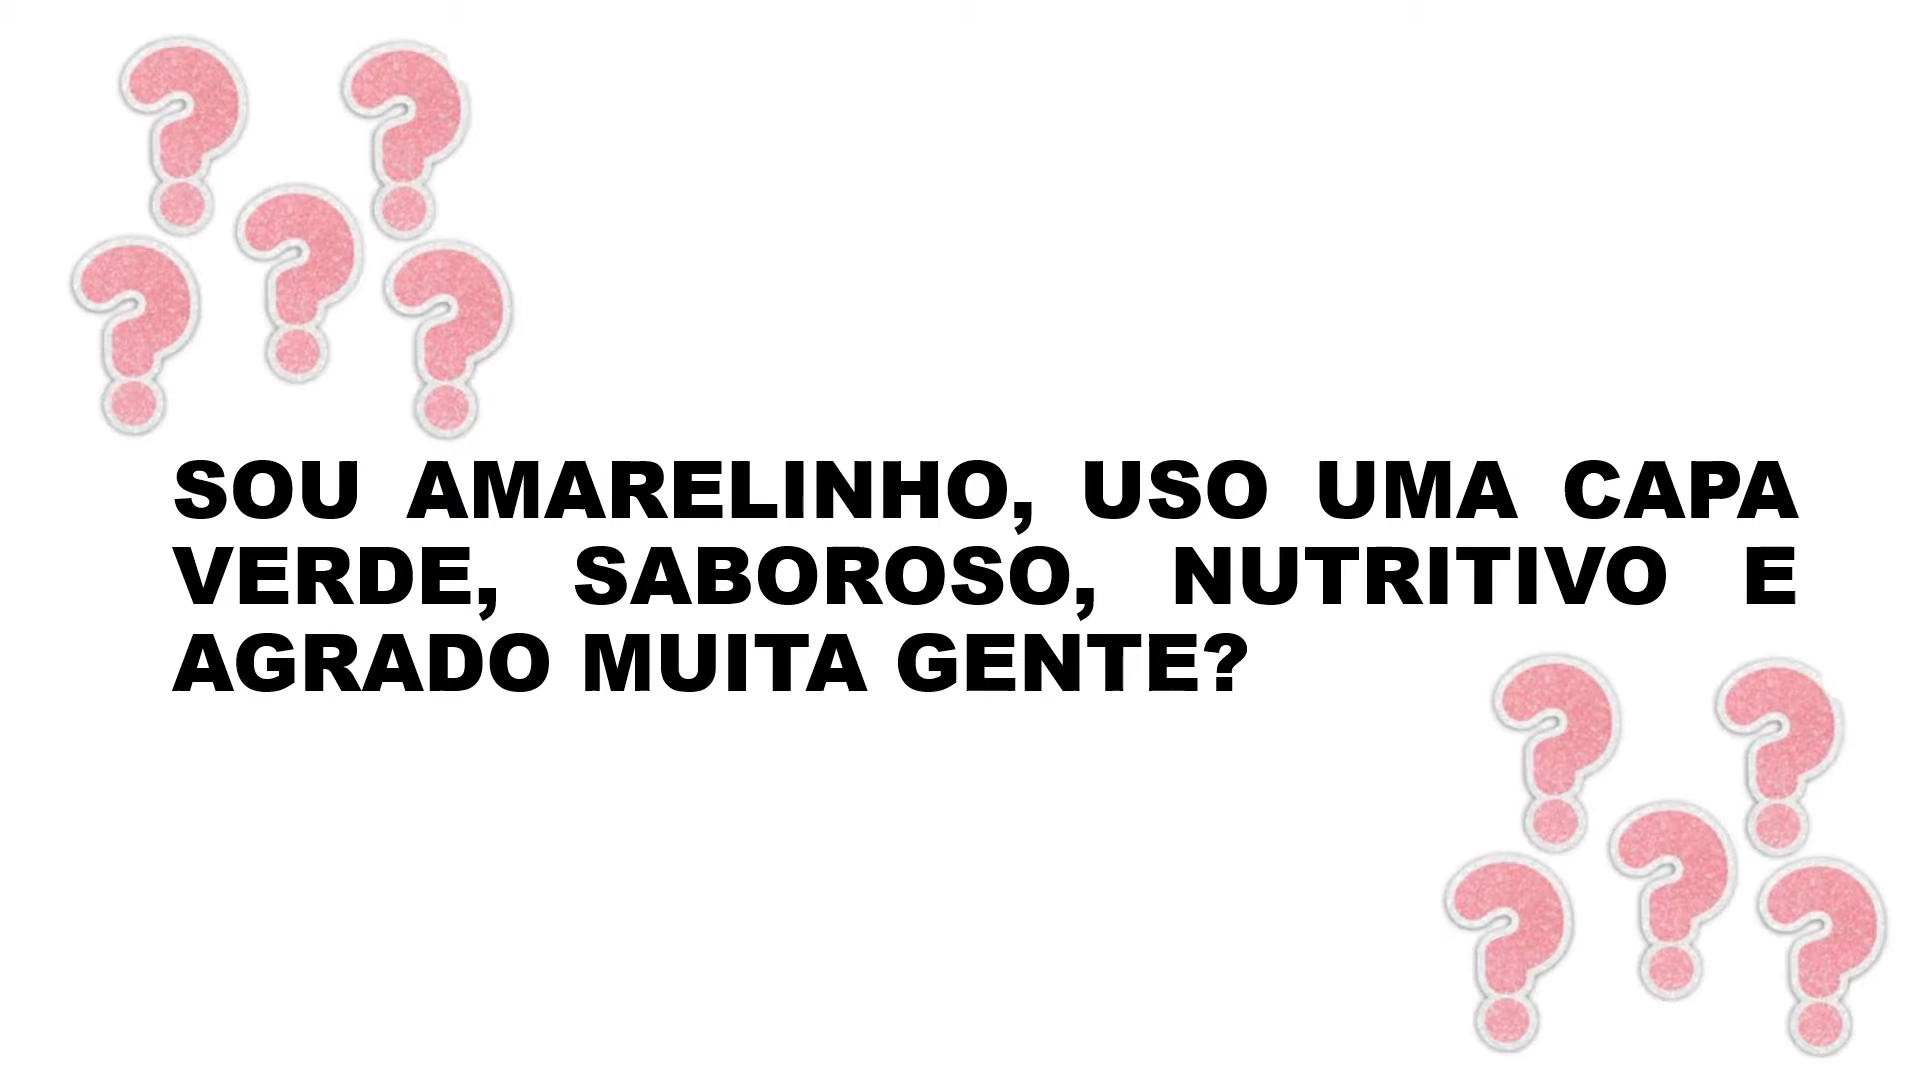 SOU AMARELINHO, USO UMA CAPA
VERDE, SABOROSO, NUTRITIVO E
AGRADO MUITA GENTE?